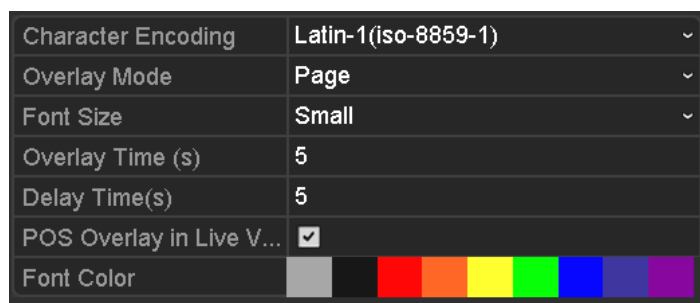 Character Encoding Latin-1(iso-8859-1)
Overlay Mode Page
Font Size Small
Overlay Time (s) 5
Delay Time(s) 5
POS Overlay in Live V...
Font Color